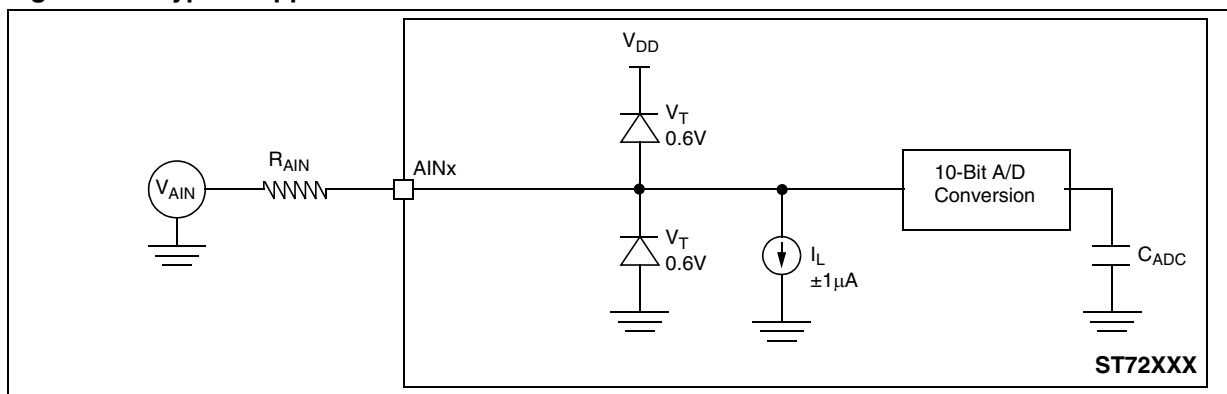 V_DD
V_T
0.6V
R_AIN
AINx
V_AIN
10-Bit A/D
Conversion
V_T
0.6V
I_L
±1μA
C_ADC
ST72XXX